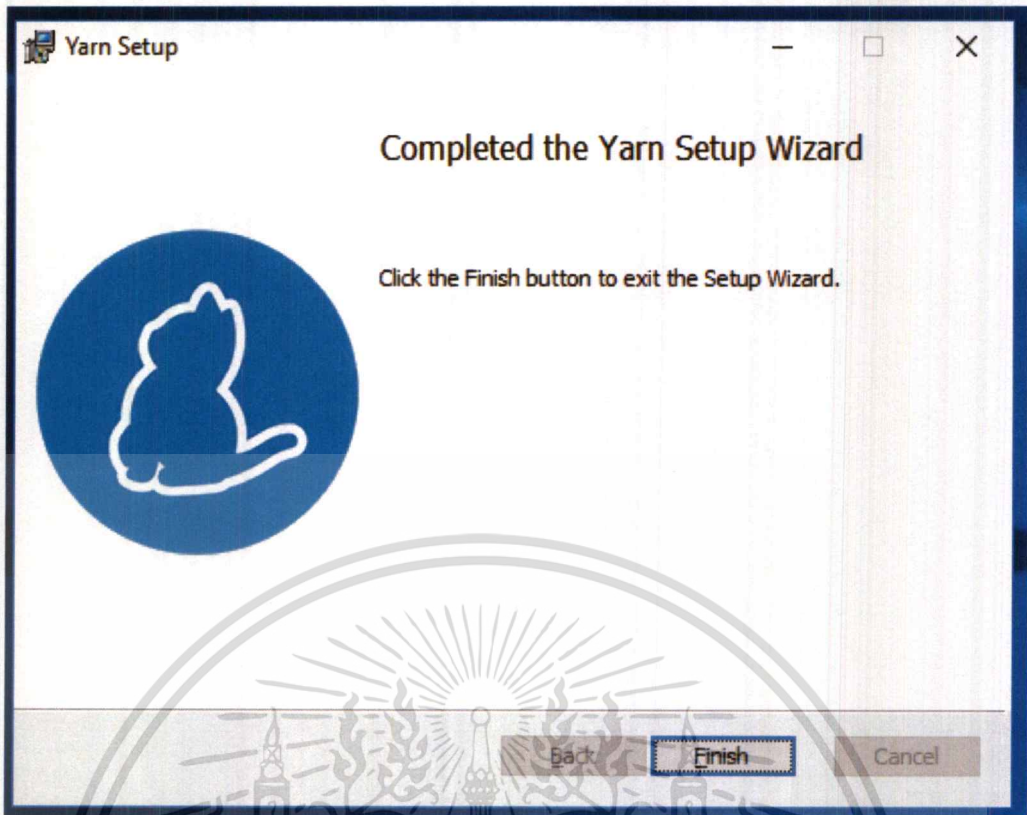 Yarn Setup
Completed the Yarn Setup Wizard
Click the Finish button to exit the Setup Wizard.
Back Finish Cancel